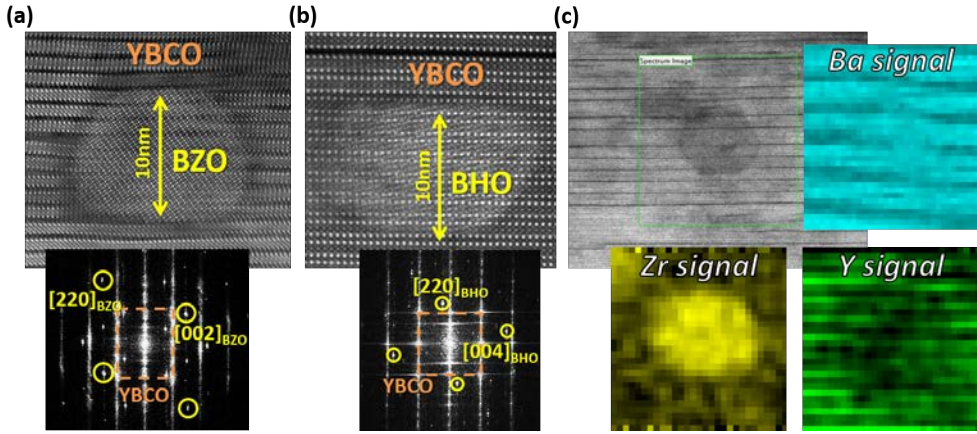 (a)
(b)
(c)
YBCO
10nm
BZO
[220]BZO
[002]BZO
YBCO
YBCO
10nm
BHO
[220]BHO
[004]BHO
YBCO
Spectrum Image
Ba signal
Zr signal
Y signal